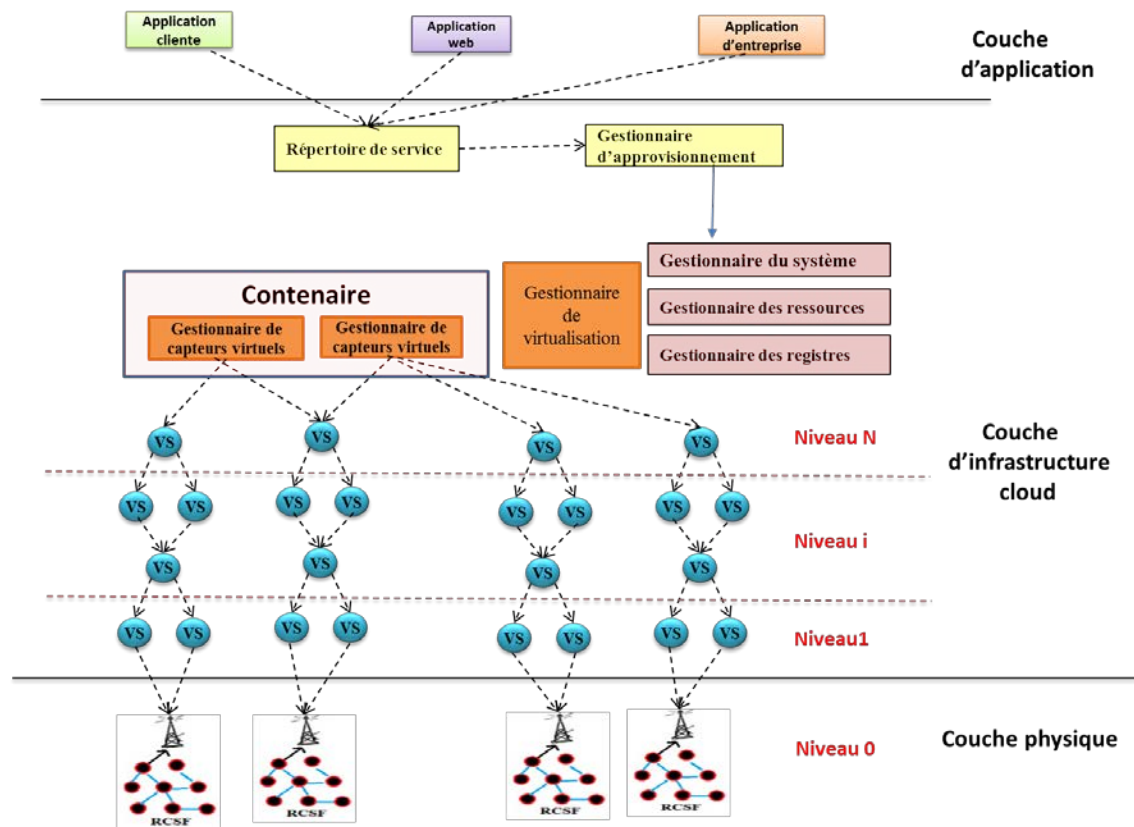 Application
cliente
Application
web
Application
d'entreprise
Couche
d'application
Répertoire de service
Gestionnaire
d'approvisionnement
Contenaire
Gestionnaire de
capteurs virtuels
Gestionnaire de
capteurs virtuels
Gestionnaire
de
virtualisation
Gestionnaire du système
Gestionnaire des ressources
Gestionnaire des registres
VS
VS
VS
VS
Niveau N
Couche
d'infrastructure
cloud
VS
VS
VS
VS
VS
VS
VS
VS
Niveau i
VS
VS
VS
VS
VS
VS
VS
VS
VS
VS
VS
VS
Niveau1
RCSF
RCSF
RCSF
RCSF
Niveau 0
Couche physique